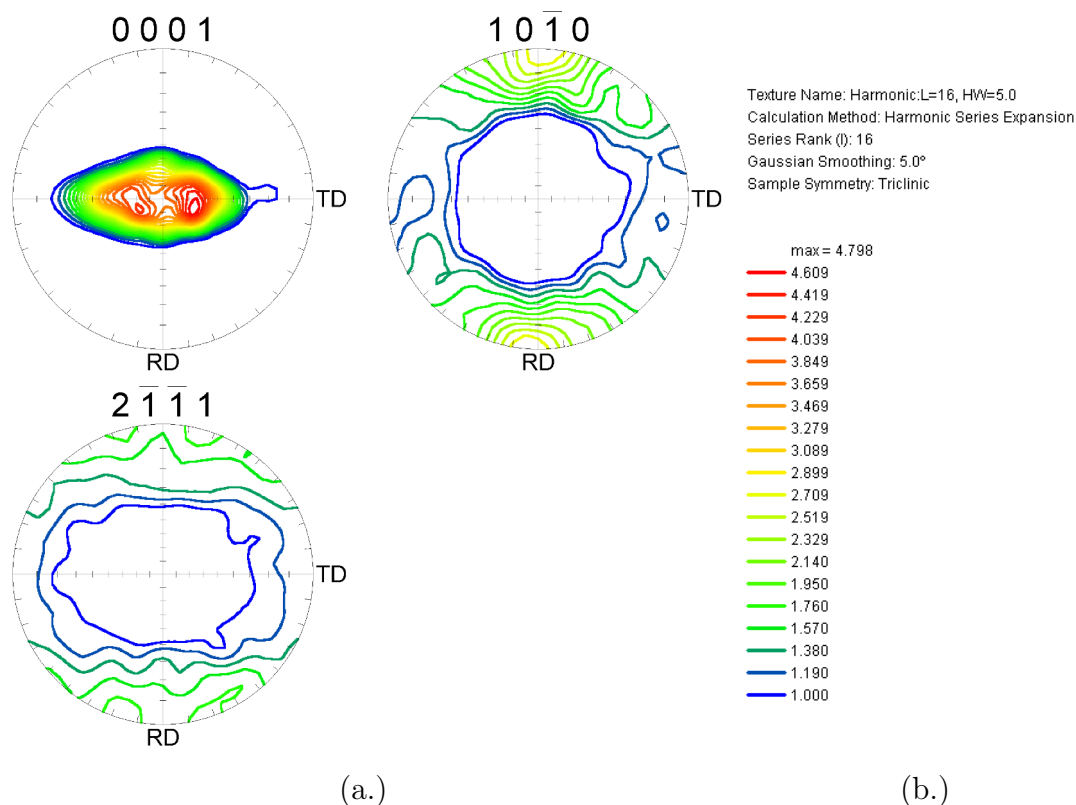 0 0 0 1
1 0 1̅ 0
TD
TD
RD
RD
2 1̅ 1̅ 1
TD
RD
Texture Name: Harmonic:L=16, HW=5.0
Calculation Method: Harmonic Series Expansion
Series Rank (l): 16
Gaussian Smoothing: 5.0º
Sample Symmetry: Triclinic
max = 4.798
4.609
4.419
4.229
4.039
3.849
3.659
3.469
3.279
3.089
2.899
2.709
2.519
2.329
2.140
1.950
1.760
1.570
1.380
1.190
1.000
(a.)
(b.)